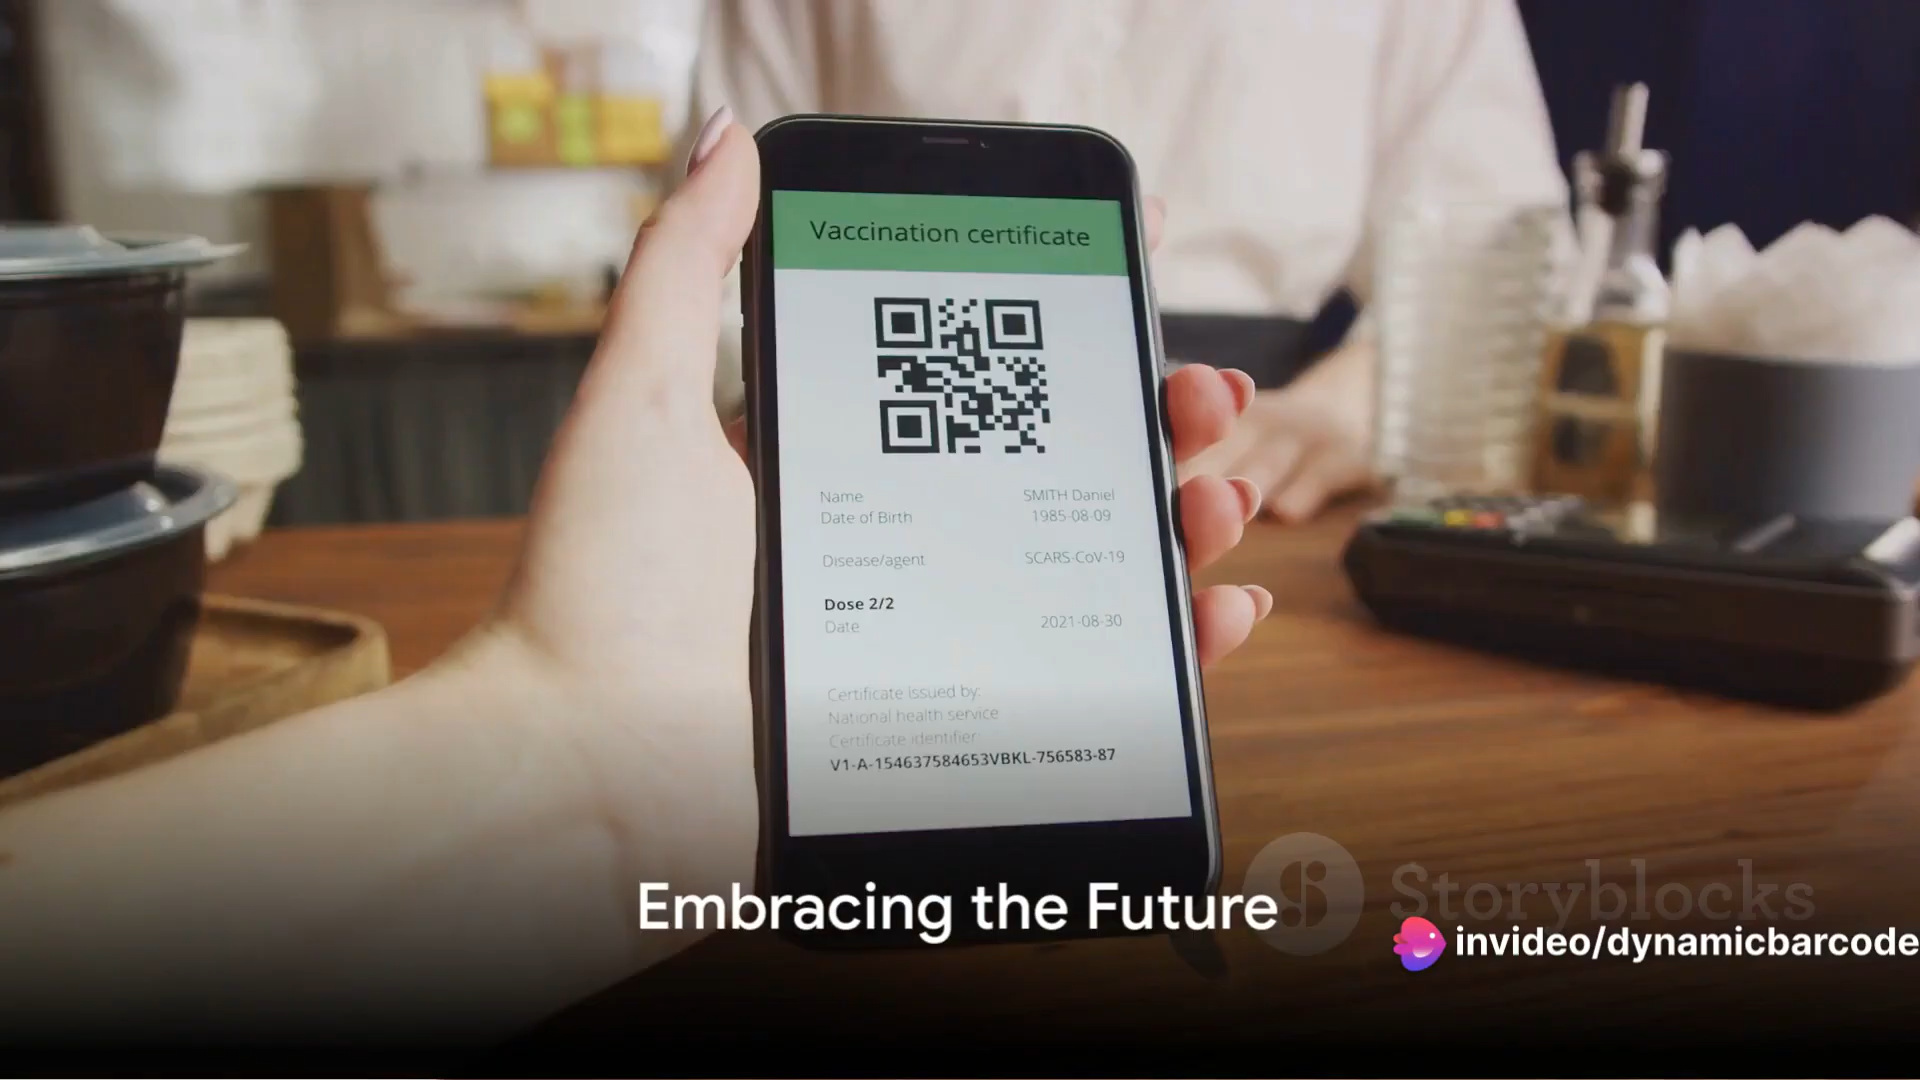 Vaccination certificate
Name SMITH Daniel
Date of Birth 1985-08-09
Disease/agent SCARS-CoV-19
Dose 2/2
Date 2021-08-30
Certificate issued by:
National health service
Certificate identifier:
V1-A-154637584653VBKL-756583-87
Embracing the Future
Storyblocks
invideo/dynamicbarcode